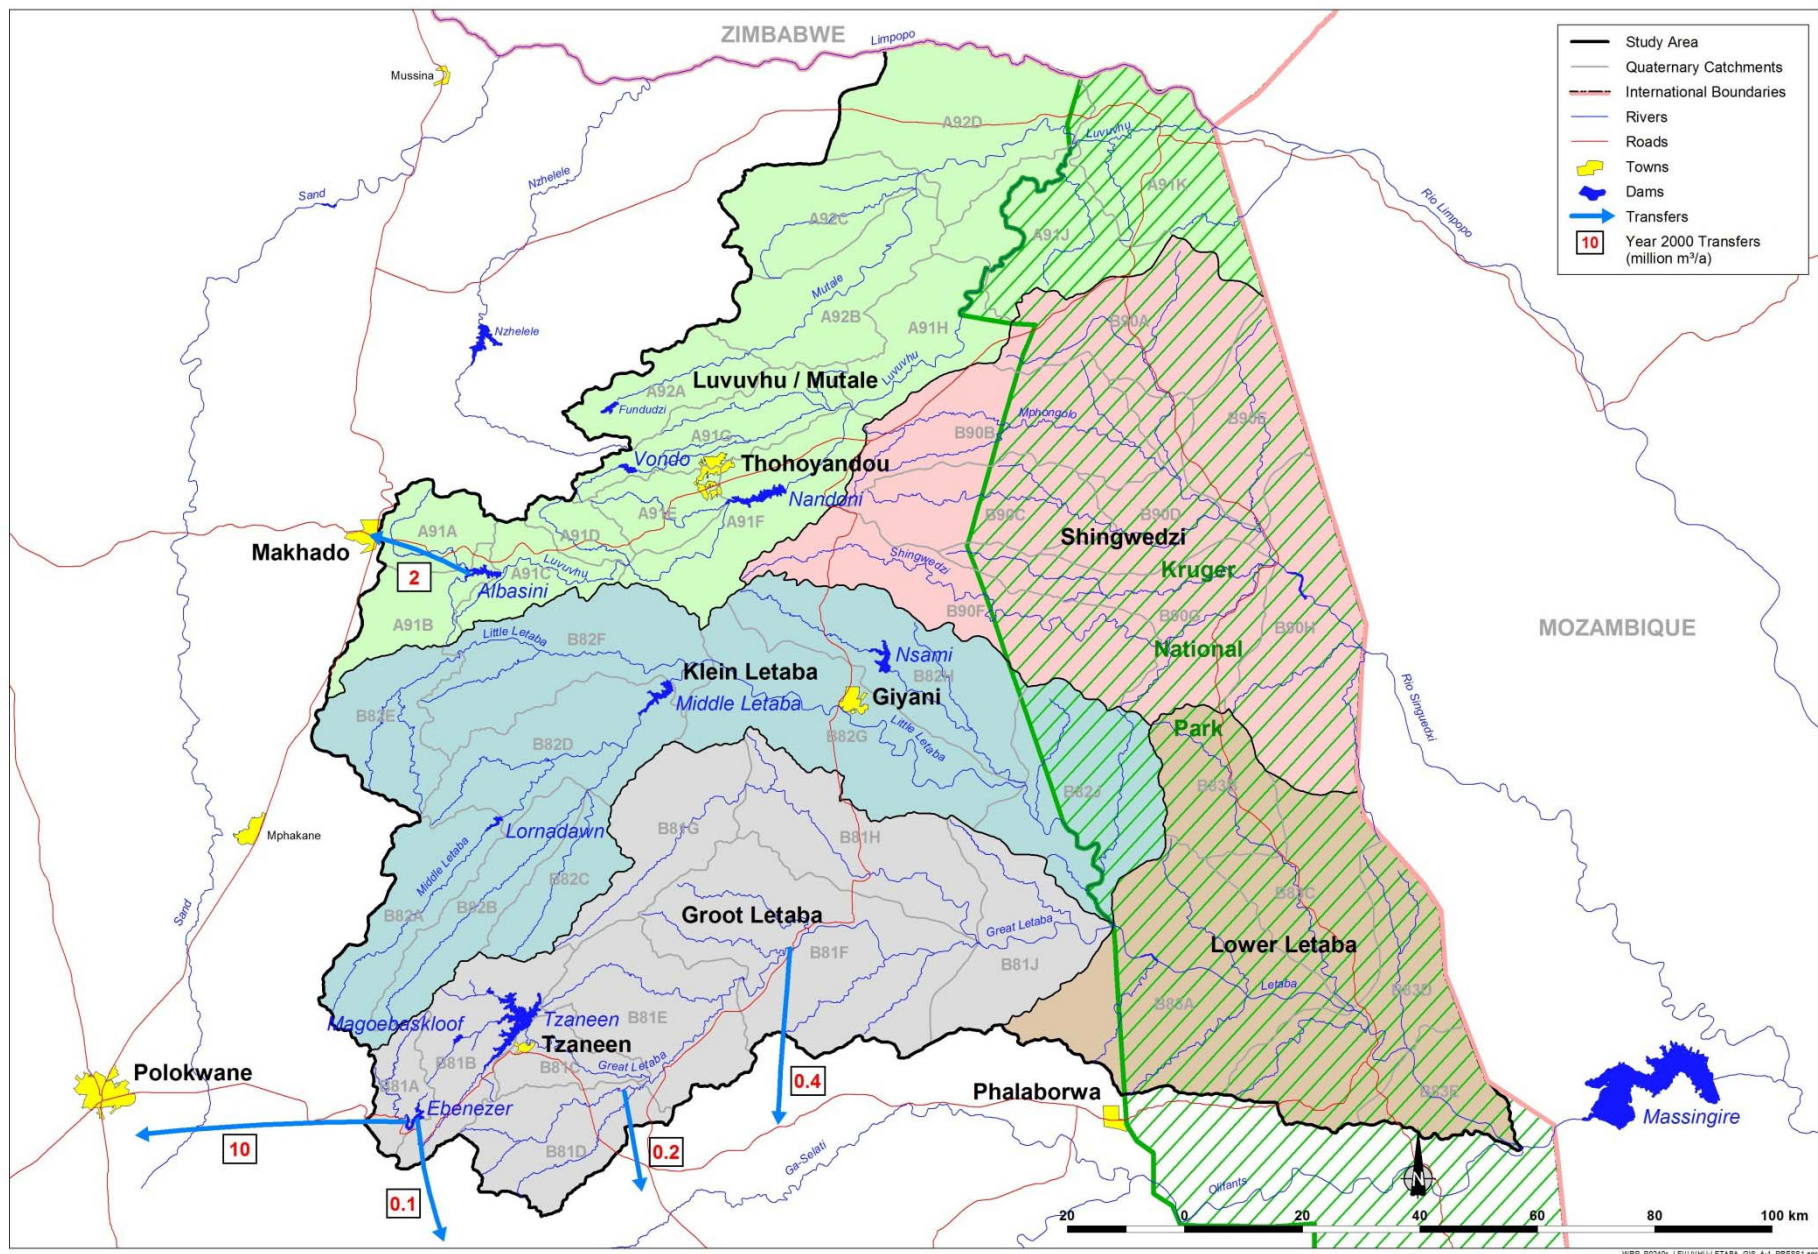 ZIMBABWE
Limpopo
Mussina
Study Area
Quaternary Catchments
International Boundaries
Rivers
Roads
Towns
Dams
Transfers
10
Year 2000 Transfers
(million m³/a)
A92D
Luvuvhu
Sand
Nzhelele
A91K
Rio Limpopo
A92C
A91J
Mutale
A92B
A91H
B90A
Nzhelele
Luvuvhu / Mutale
Luvuvhu
A92A
Fundudzi
Mphongolo
B90E
A91G
B90B
Vondo
Thohoyandou
Nandoni
A91E
A91F
B90C
B90D
A91A
A91D
Shingwedzi
Makhado
2
A91C
Luvuvhu
Shingwedzi
Kruger
Albasini
A91B
B90F
B90G
B90H
MOZAMBIQUE
Little Letaba
B82F
National
Nsami
Klein Letaba
B82H
Middle Letaba
Giyani
Rio Singuedzi
B82E
Park
Little Letaba
B82G
B82D
B82J
B83B
Mphakane
Lornadawn
B81G
B81H
Middle Letaba
B82C
B83C
Sand
B82A
B82B
Groot Letaba
Great Letaba
B81F
B81J
Lower Letaba
Letaba
B83D
B83A
Magoebaskloof
Tzaneen
B81E
Tzaneen
B81B
B81C
Great Letaba
Polokwane
B81A
0.4
Phalaborwa
B83E
Ebenezer
Massingire
10
B81D
0.2
Ga-Selati
Olifants
N
0.1
20
0
20
40
60
80
100 km